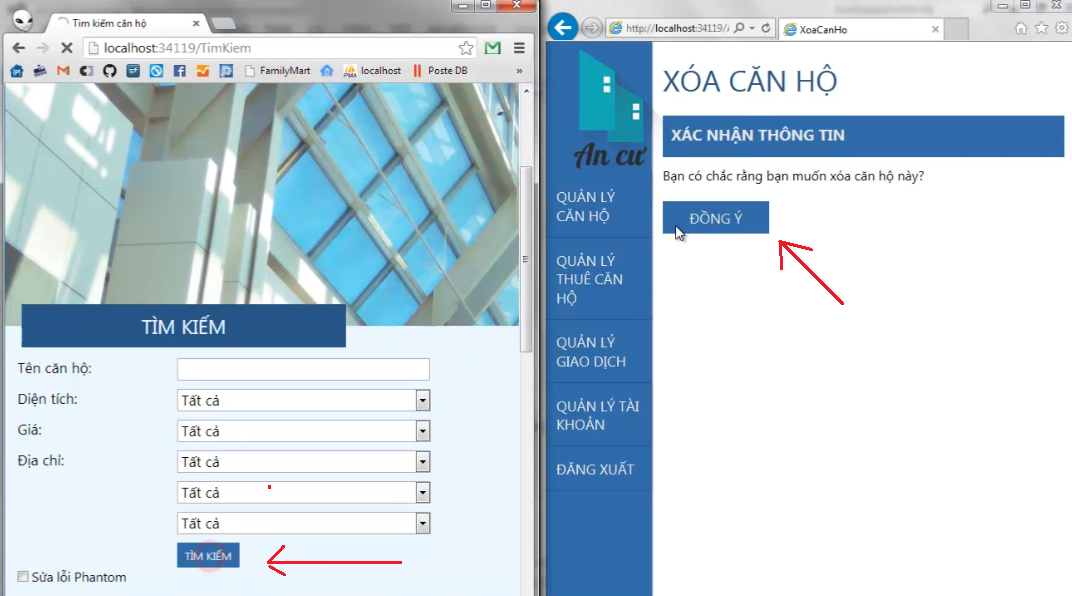 Tìm kiếm căn hộ
localhost:34119/TimKiem
FamilyMart
localhost
Poste DB
»
TÌM KIẾM
Tên căn hộ:
Diện tích:
Tất cả
Giá:
Tất cả
Địa chỉ:
Tất cả
Tất cả
Tất cả
TÌM KIẾM
Sửa lỗi Phantom
http://localhost:34119/
XoaCanHo
An cư
QUẢN LÝ
CĂN HỘ
QUẢN LÝ
THUÊ CĂN
HỘ
QUẢN LÝ
GIAO DỊCH
QUẢN LÝ TÀI
KHOẢN
ĐĂNG XUẤT
XÓA CĂN HỘ
XÁC NHẬN THÔNG TIN
Bạn có chắc rằng bạn muốn xóa căn hộ này?
ĐỒNG Ý